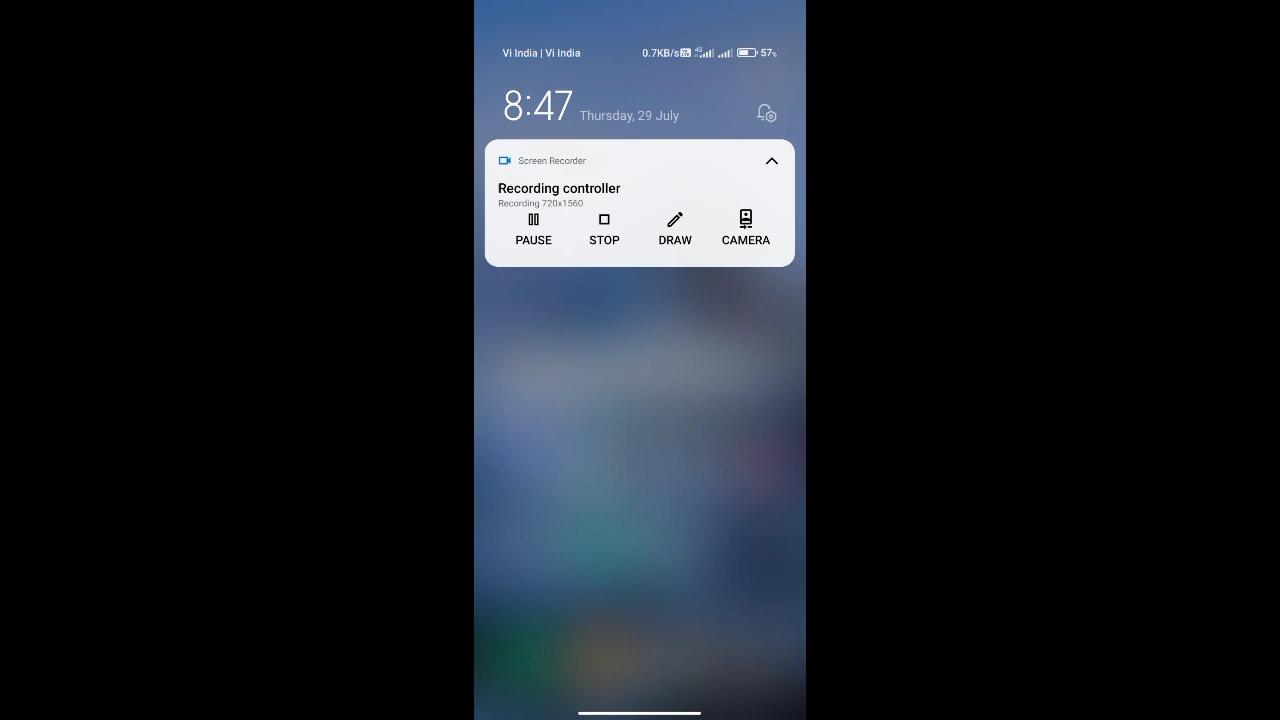 Vi India | Vi India 0.7KB/s 4G 57%
8:47 Thursday, 29 July
Screen Recorder
Recording controller
Recording 720x1560
PAUSE STOP DRAW CAMERA